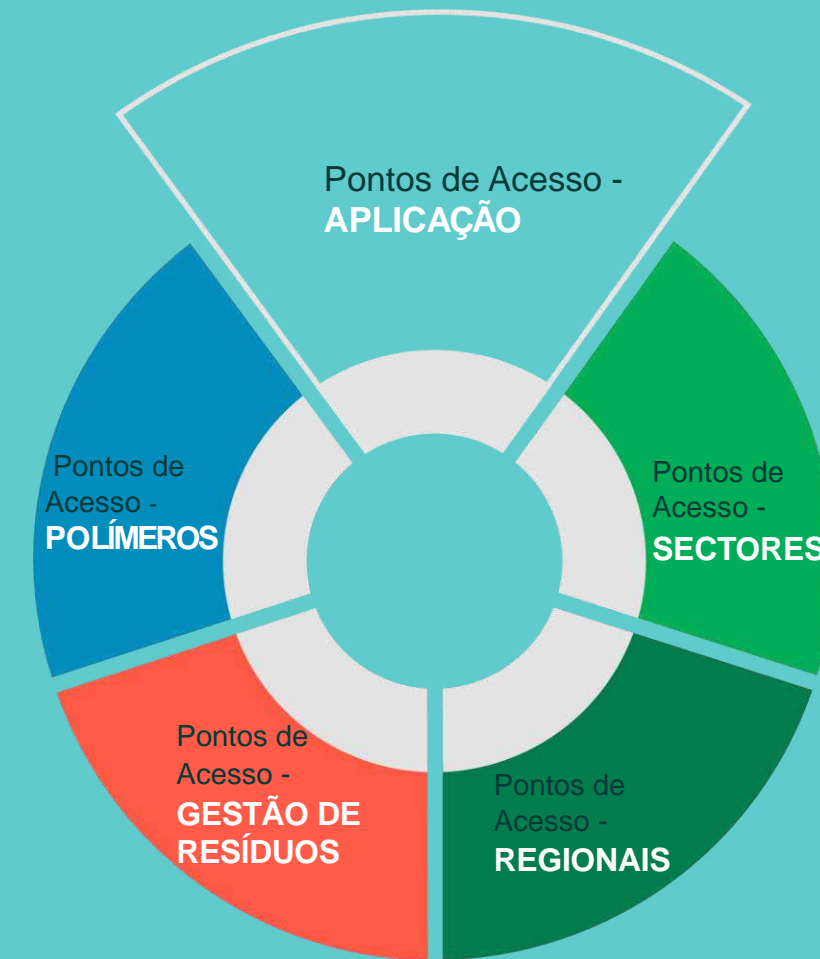 Pontos de Acesso -
APLICAÇÃO
Pontos de
Acesso -
POLÍMEROS
Pontos de
Acesso -
SECTORES
Pontos de
Acesso -
GESTÃO DE
RESÍDUOS
Pontos de
Acesso -
REGIONAIS